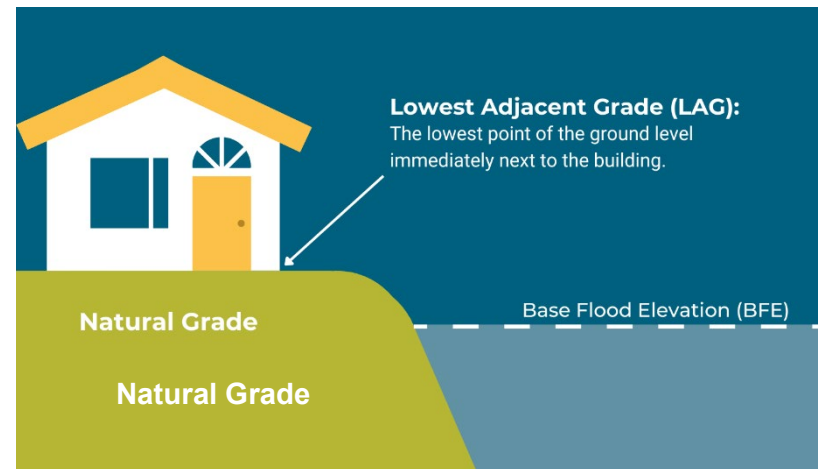 Lowest Adjacent Grade (LAG):
The lowest point of the ground level
immediately next to the building.
Base Flood Elevation (BFE)
Natural Grade
Natural Grade